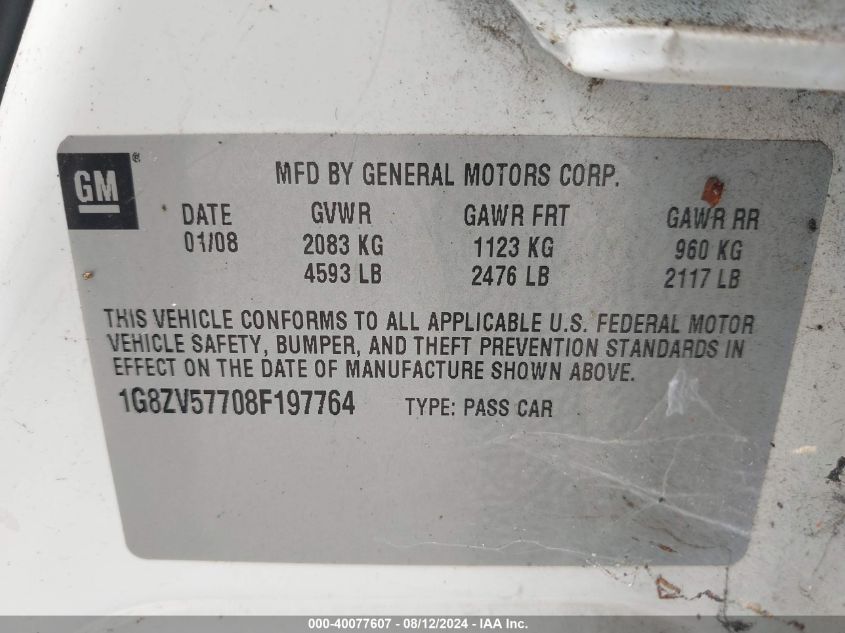 GM ®
MFD BY GENERAL MOTORS CORP.
DATE GVWR GAWR FRT GAWR RR
01/08 2083 KG 1123 KG 960 KG
4593 LB 2476 LB 2117 LB
THIS VEHICLE CONFORMS TO ALL APPLICABLE U.S. FEDERAL MOTOR
VEHICLE SAFETY, BUMPER, AND THEFT PREVENTION STANDARDS IN
EFFECT ON THE DATE OF MANUFACTURE SHOWN ABOVE.
1G8ZV57708F197764 TYPE: PASS CAR
000-40077607 - 08/12/2024 - IAA Inc.